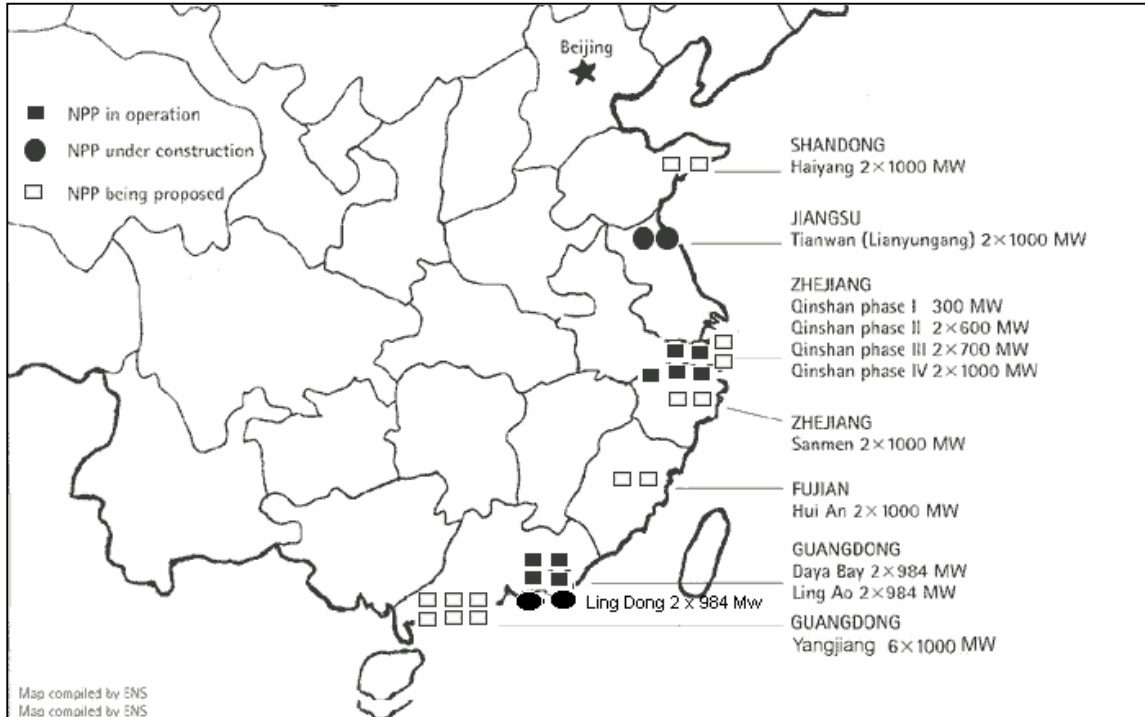 Beijing
NPP in operation
NPP under construction
NPP being proposed
SHANDONG
Haiyang 2×1000 MW
JIANGSU
Tianwan (Lianyungang) 2×1000 MW
ZHEJIANG
Qinshan phase I 300 MW
Qinshan phase II 2×600 MW
Qinshan phase III 2×700 MW
Qinshan phase IV 2×1000 MW
ZHEJIANG
Sanmen 2×1000 MW
FUJIAN
Hui An 2×1000 MW
GUANGDONG
Daya Bay 2×984 MW
Ling Ao 2×984 MW
Ling Dong 2 x 984 Mw
GUANGDONG
Yangjiang 6×1000 MW
Map compiled by ENS
Map compiled by ENS